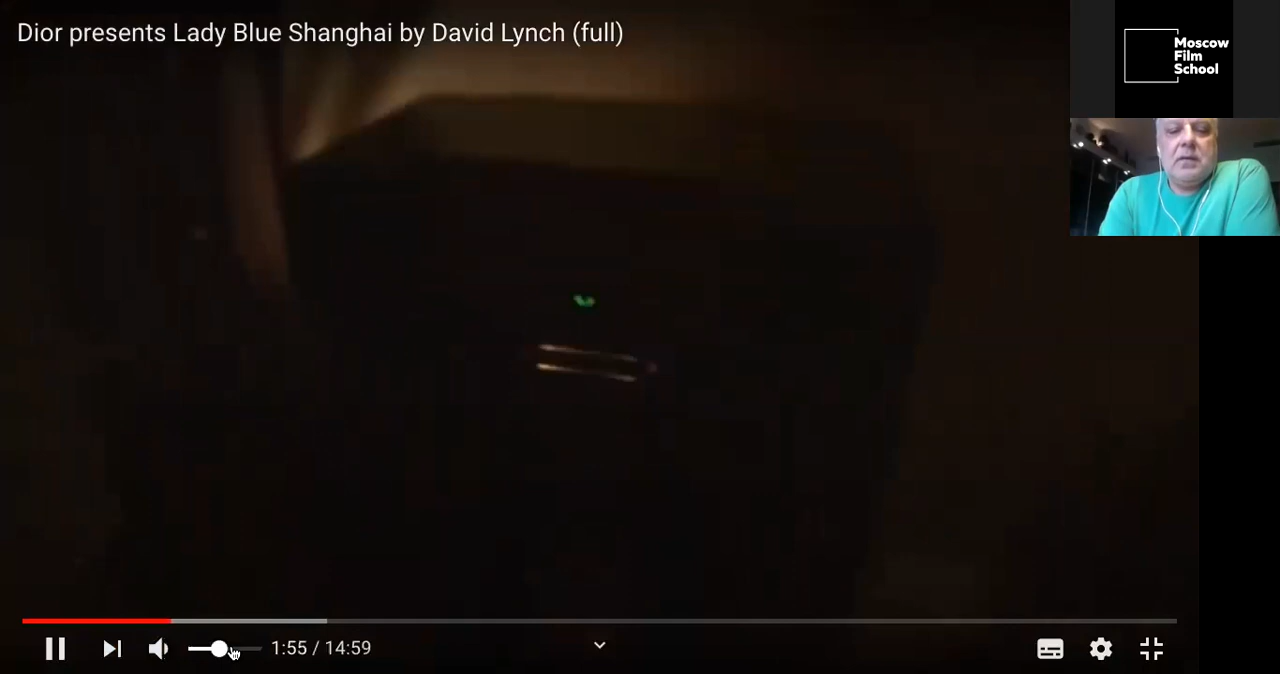 Dior presents Lady Blue Shanghai by David Lynch (full)
Moscow
Film
School
1:55 / 14:59